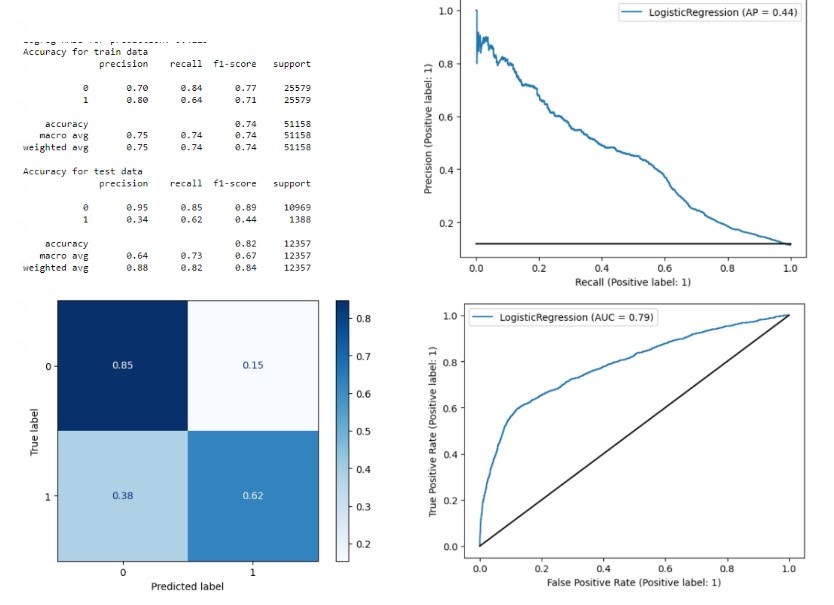 Accuracy for train data
precision recall f1-score support
0 0.70 0.84 0.77 25579
1 0.80 0.64 0.71 25579
accuracy 0.74 51158
macro avg 0.75 0.74 0.74 51158
weighted avg 0.75 0.74 0.74 51158
Accuracy for test data
precision recall f1-score support
0 0.95 0.85 0.89 10969
1 0.34 0.62 0.44 1388
accuracy 0.82 12357
macro avg 0.64 0.73 0.67 12357
weighted avg 0.88 0.82 0.84 12357
LogisticRegression (AP = 0.44)
Precision (Positive label: 1)
1.0
0.8
0.6
0.4
0.2
0.0 0.2 0.4 0.6 0.8 1.0
Recall (Positive label: 1)
True label
0
1
0.85 0.15
0.38 0.62
0 1
Predicted label
0.8
0.7
0.6
0.5
0.4
0.3
0.2
LogisticRegression (AUC = 0.79)
True Positive Rate (Positive label: 1)
1.0
0.8
0.6
0.4
0.2
0.0
0.0 0.2 0.4 0.6 0.8 1.0
False Positive Rate (Positive label: 1)